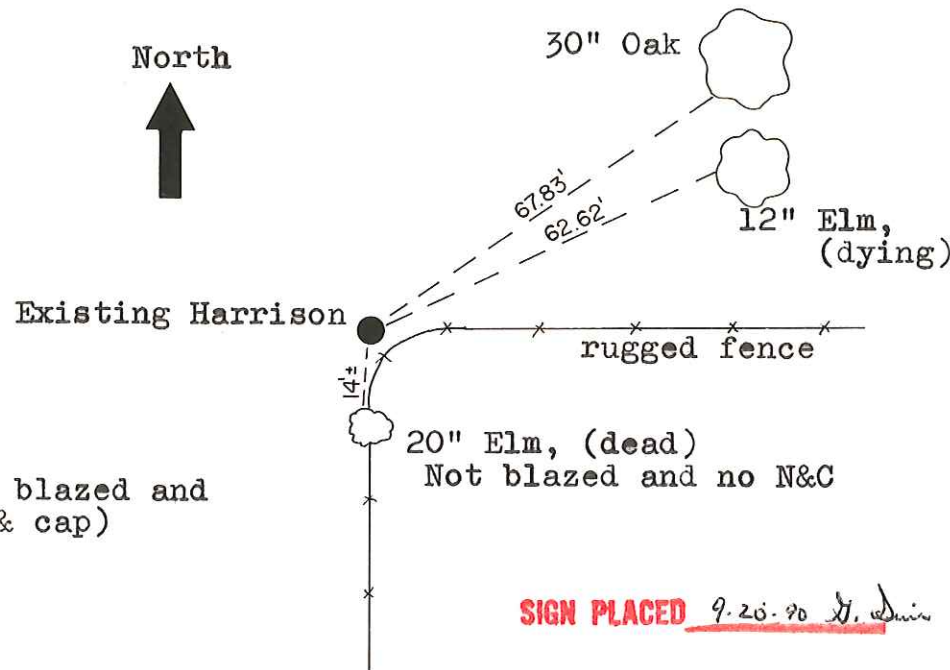 North
30" Oak
67.83'
62.62'
12" Elm,
(dying)
Existing Harrison
rugged fence
14'±
20" Elm, (dead)
Not blazed and no N&C
blazed and
& cap)
SIGN PLACED 9-20-90